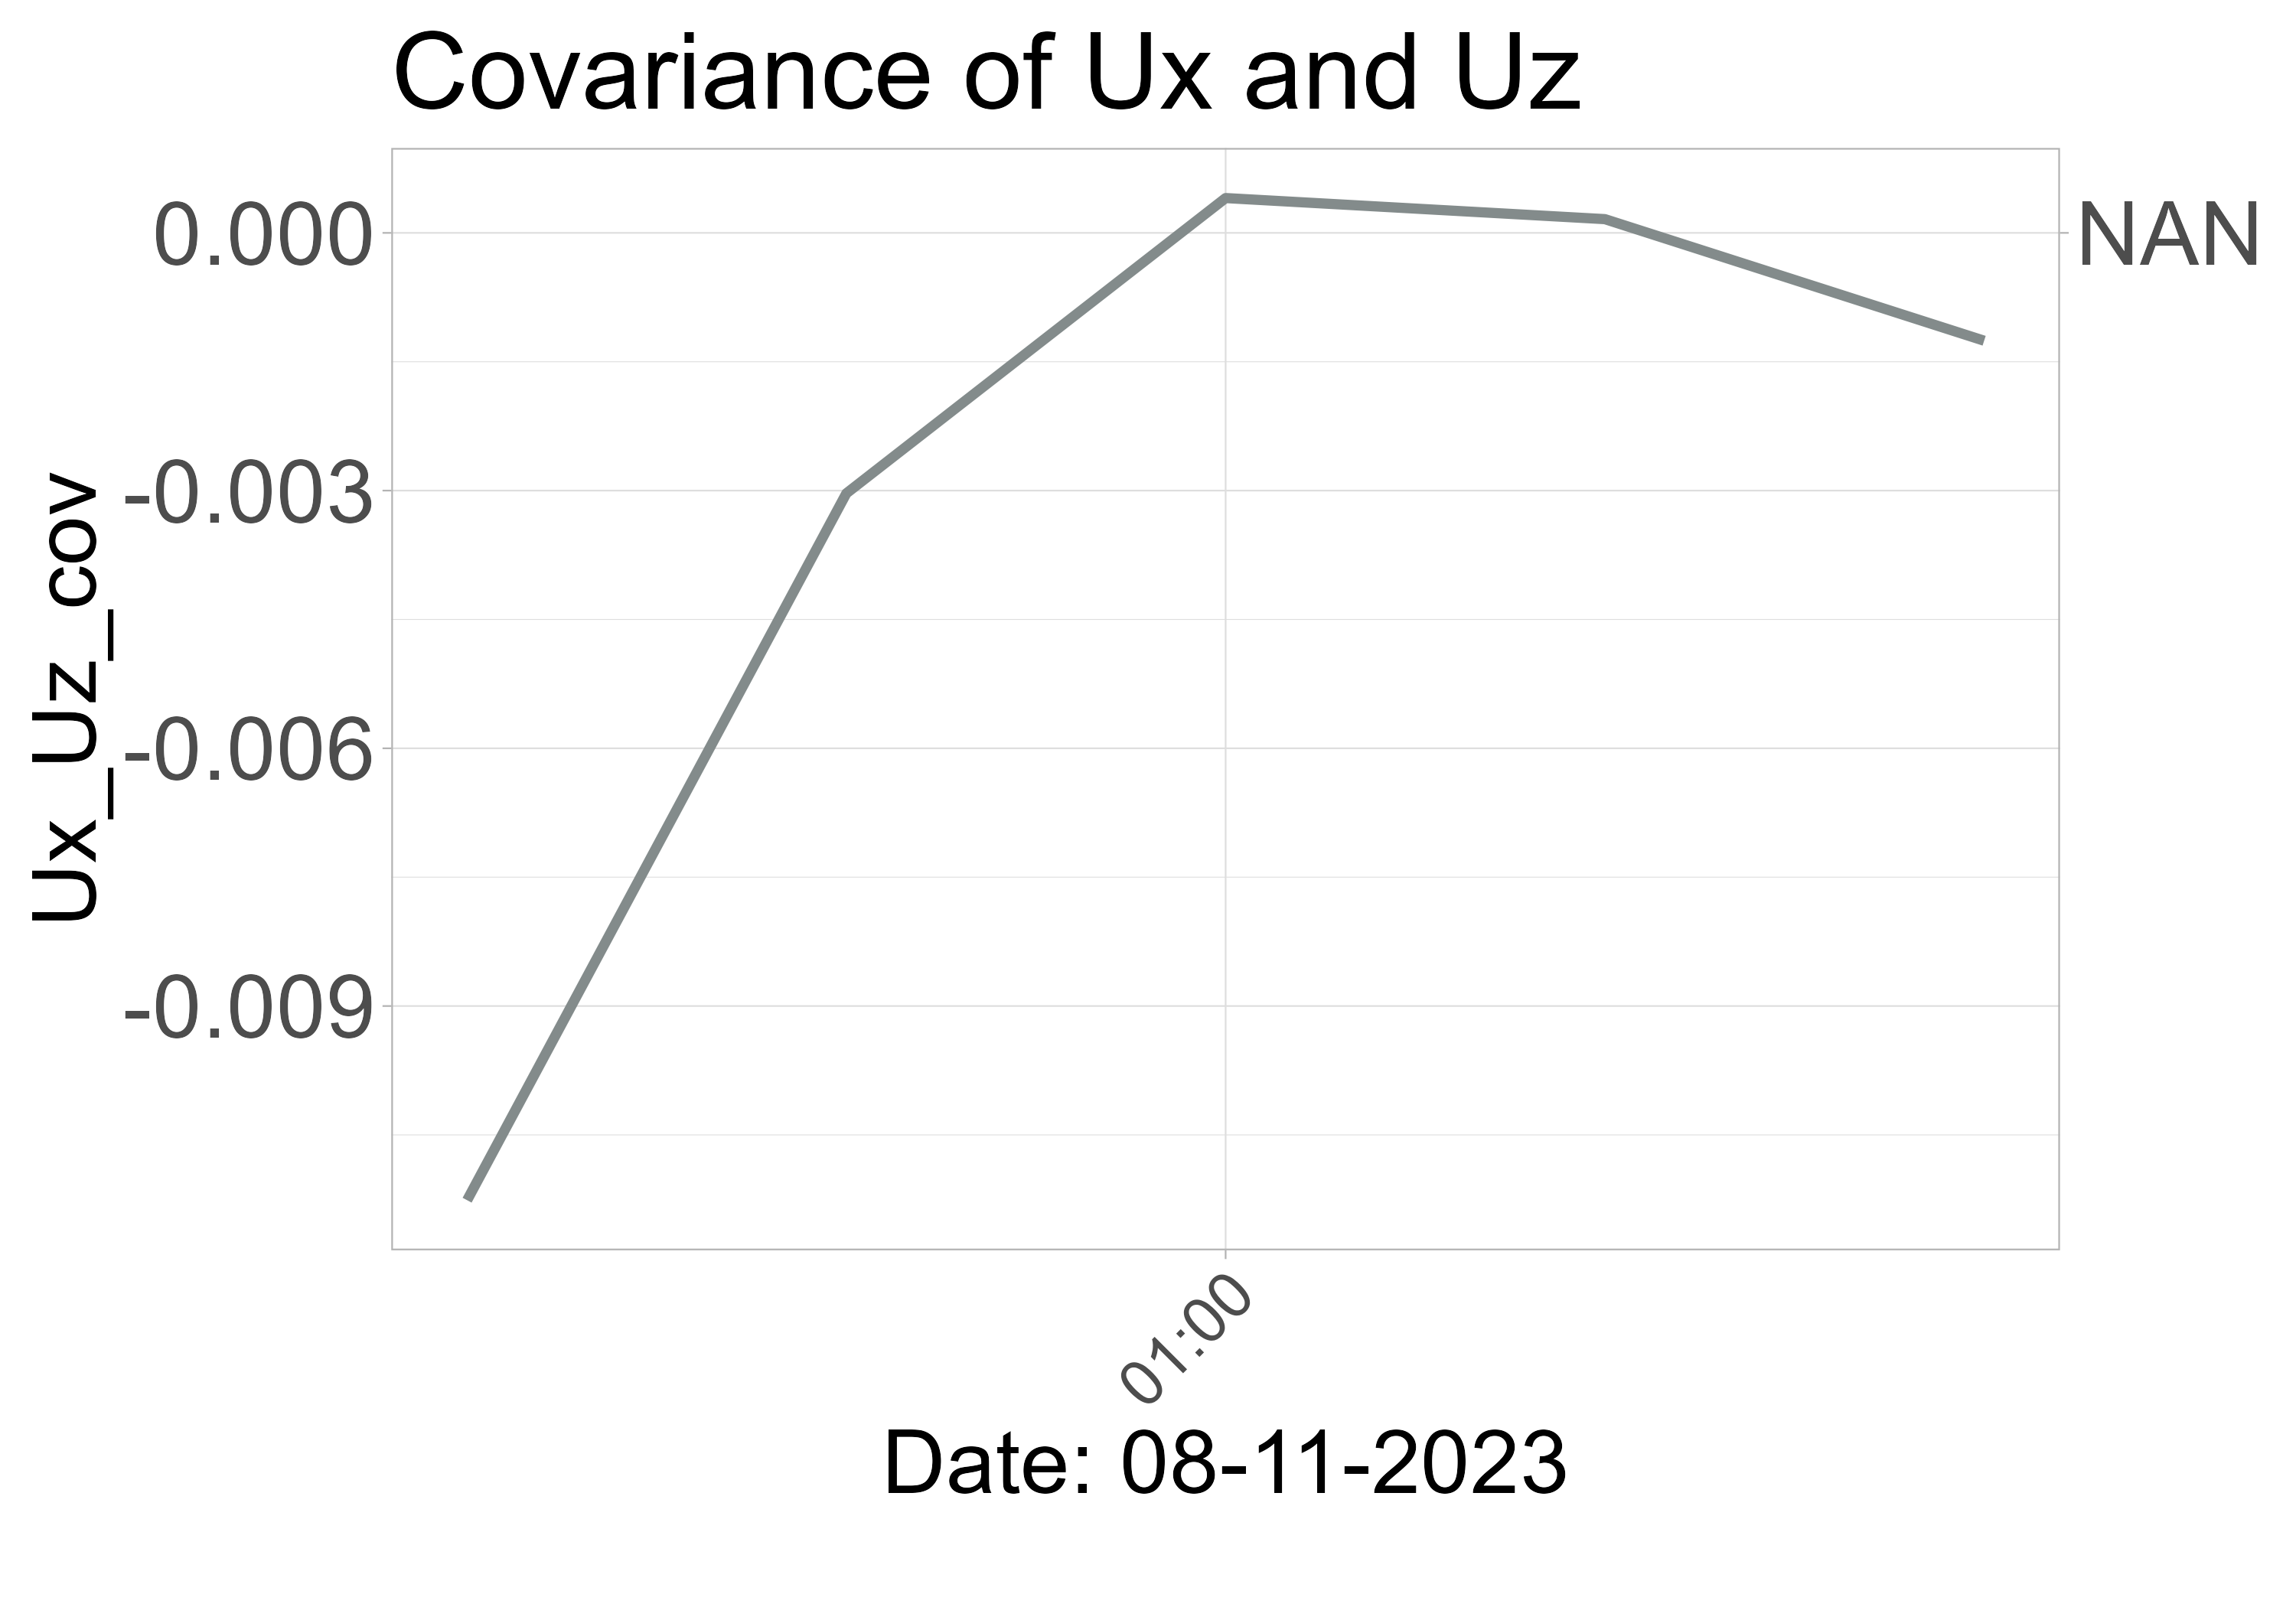 Covariance of Ux and Uz
Ux_Uz_cov
0.000
-0.003
-0.006
-0.009
NAN
01:00
Date: 08-11-2023